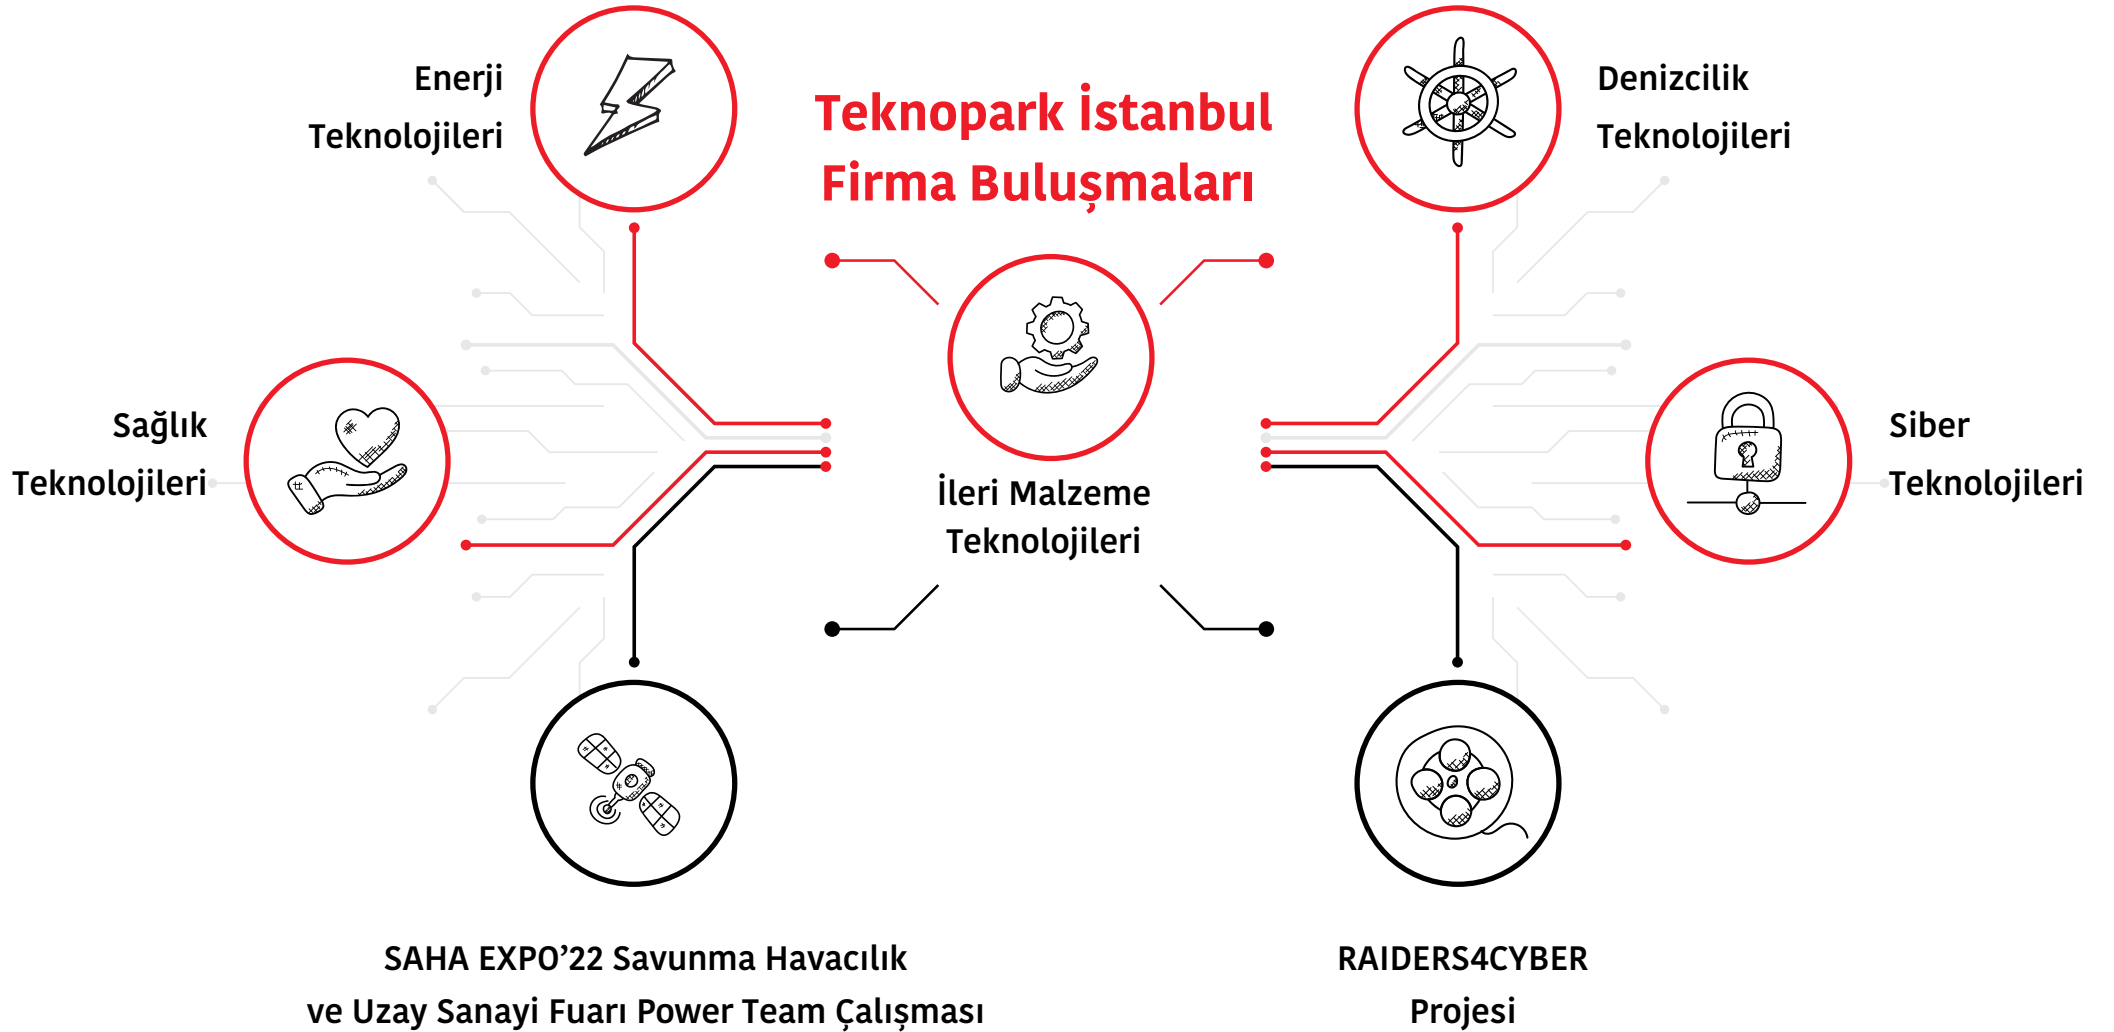 Teknopark İstanbul
Firma Buluşmaları
Enerji
Teknolojileri
Denizcilik
Teknolojileri
Sağlık
Teknolojileri
İleri Malzeme
Teknolojileri
Siber
Teknolojileri
SAHA EXPO’22 Savunma Havacılık
ve Uzay Sanayi Fuarı Power Team Çalışması
RAIDERS4CYBER
Projesi